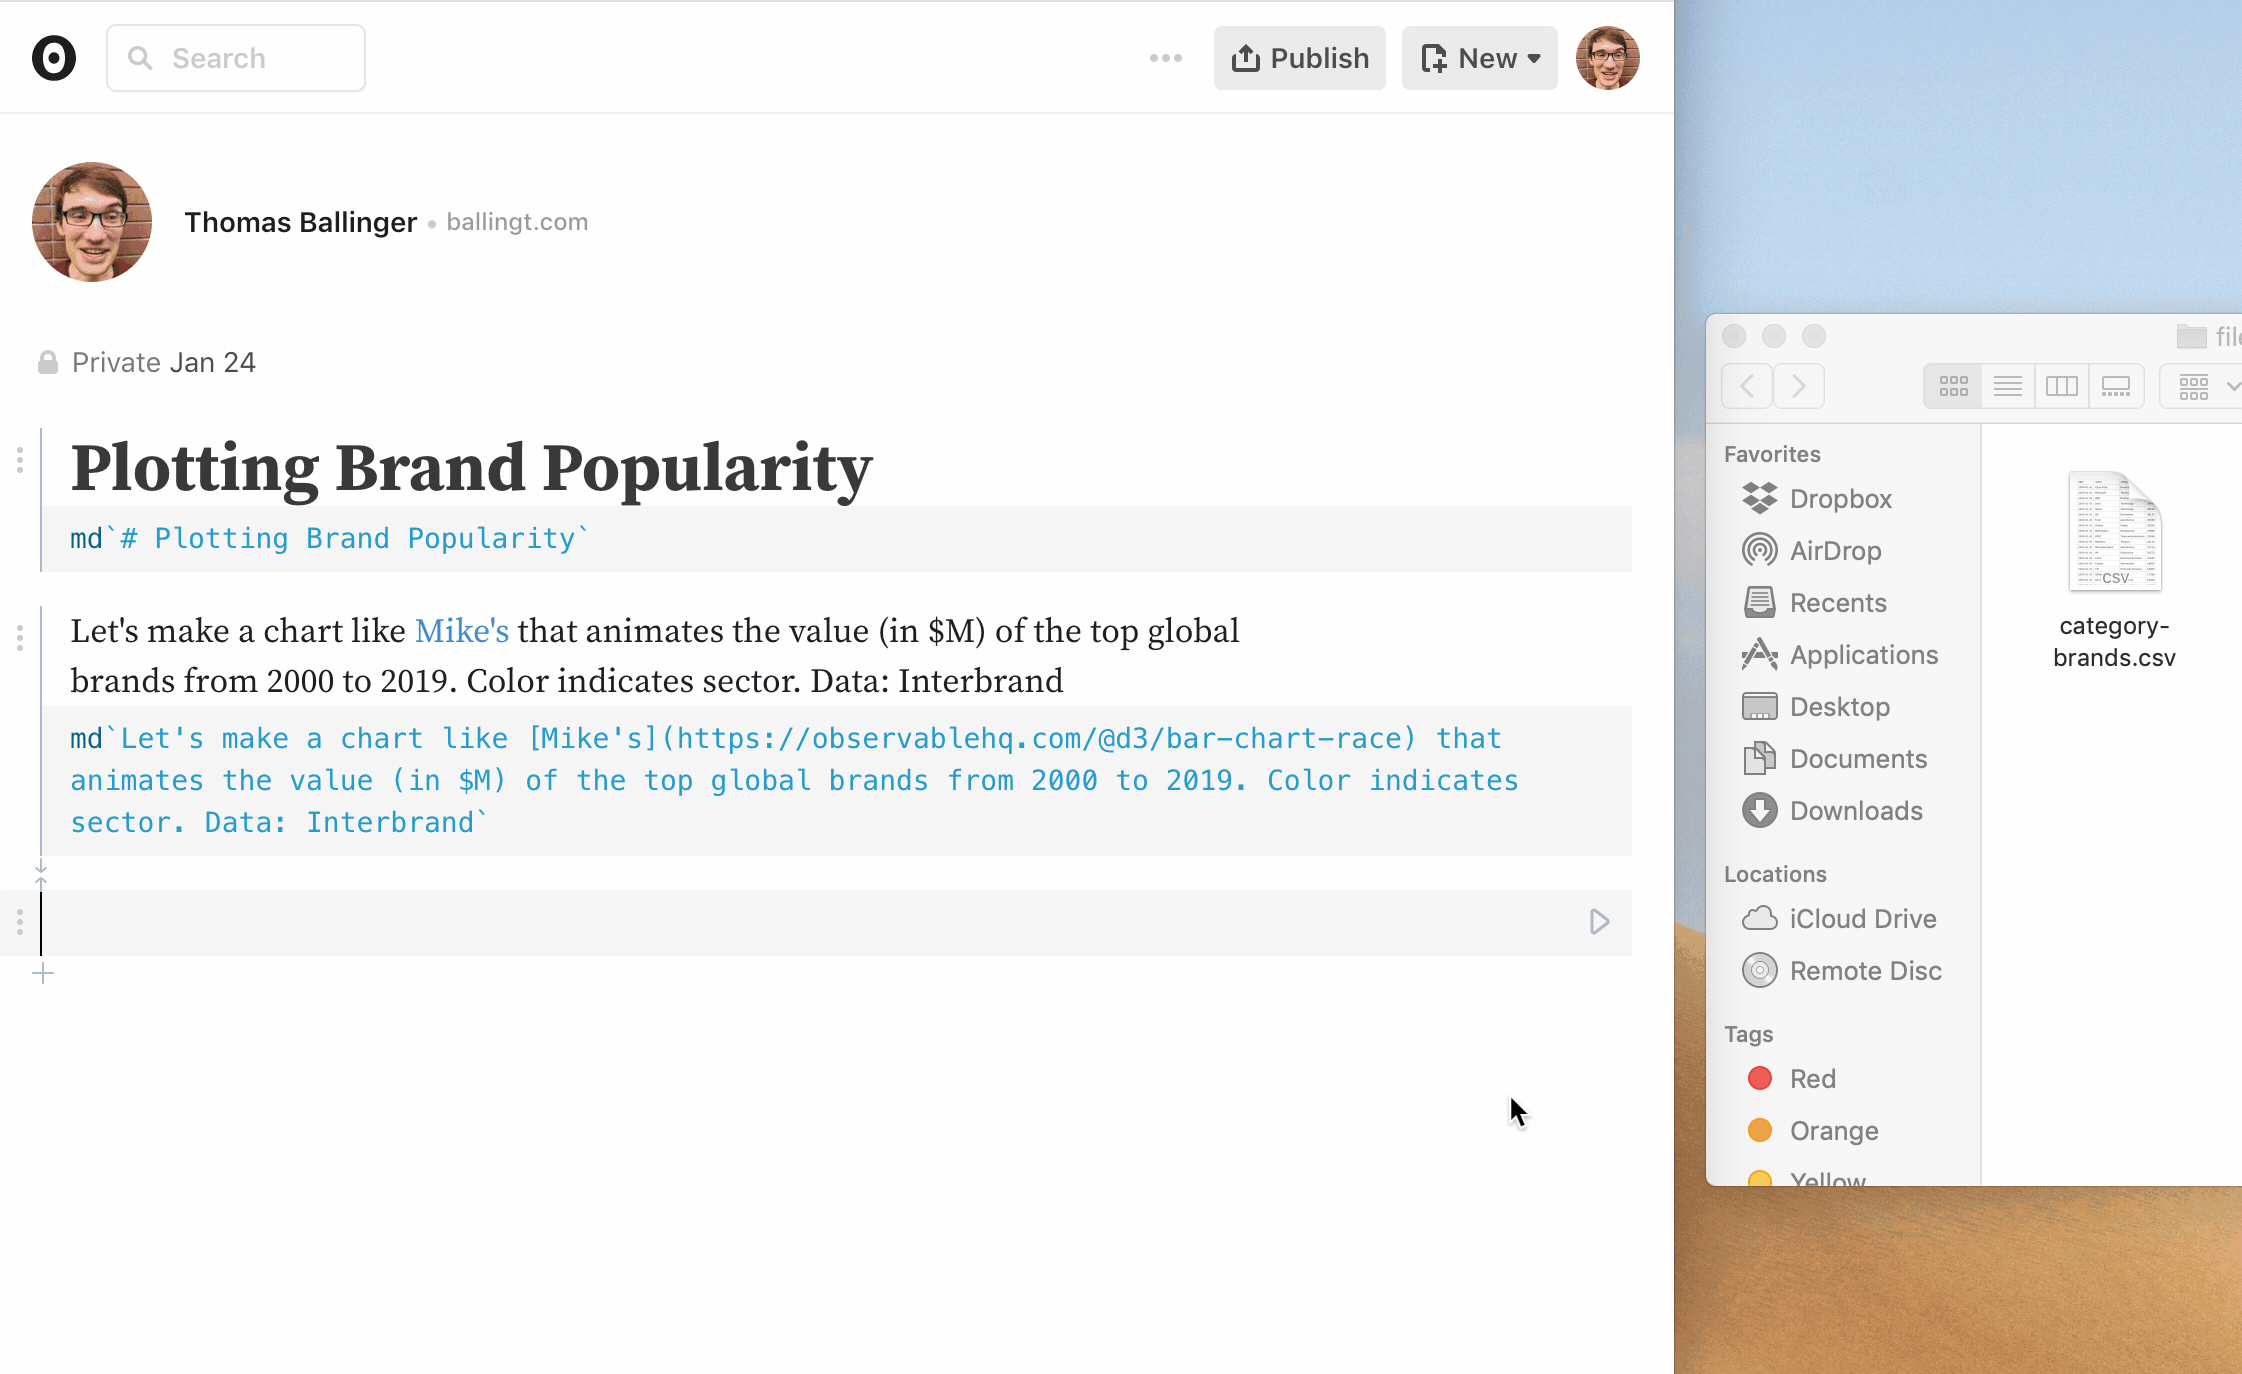 Search
Publish
New
Thomas Ballinger • ballingt.com
Private Jan 24
Plotting Brand Popularity
md`# Plotting Brand Popularity`
Let's make a chart like Mike's that animates the value (in $M) of the top global
brands from 2000 to 2019. Color indicates sector. Data: Interbrand
md`Let's make a chart like [Mike's](https://observablehq.com/@d3/bar-chart-race) that
animates the value (in $M) of the top global brands from 2000 to 2019. Color indicates
sector. Data: Interbrand`
Favorites
Dropbox
AirDrop
Recents
Applications
Desktop
Documents
Downloads
Locations
iCloud Drive
Remote Disc
Tags
Red
Orange
Yellow
CSV
category-
brands.csv